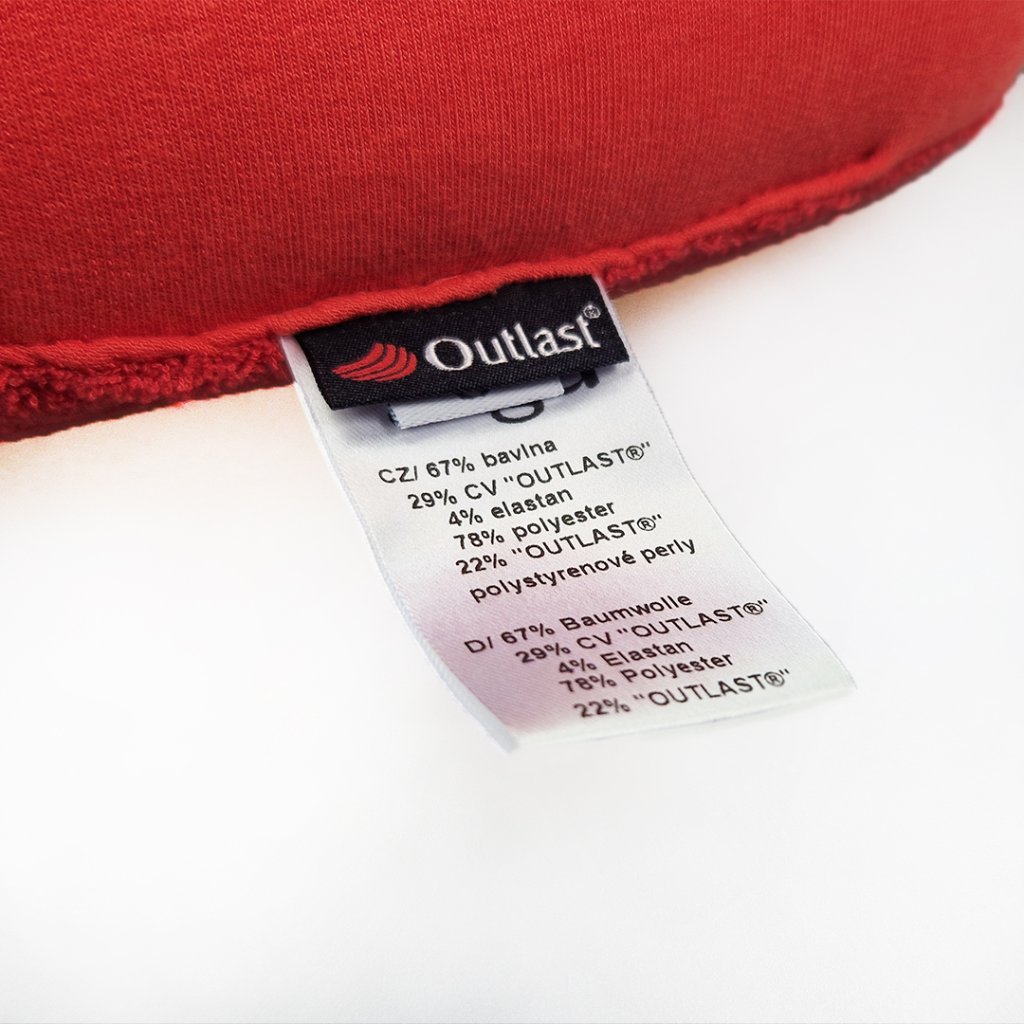 Outlast®
CZ/ 67% bavlna
29% CV "OUTLAST®"
4% elastan
78% polyester
22% "OUTLAST®"
polystyrenové perly
D/ 67% Baumwolle
29% CV "OUTLAST®"
4% Elastan
78% Polyester
22% "OUTLAST®"